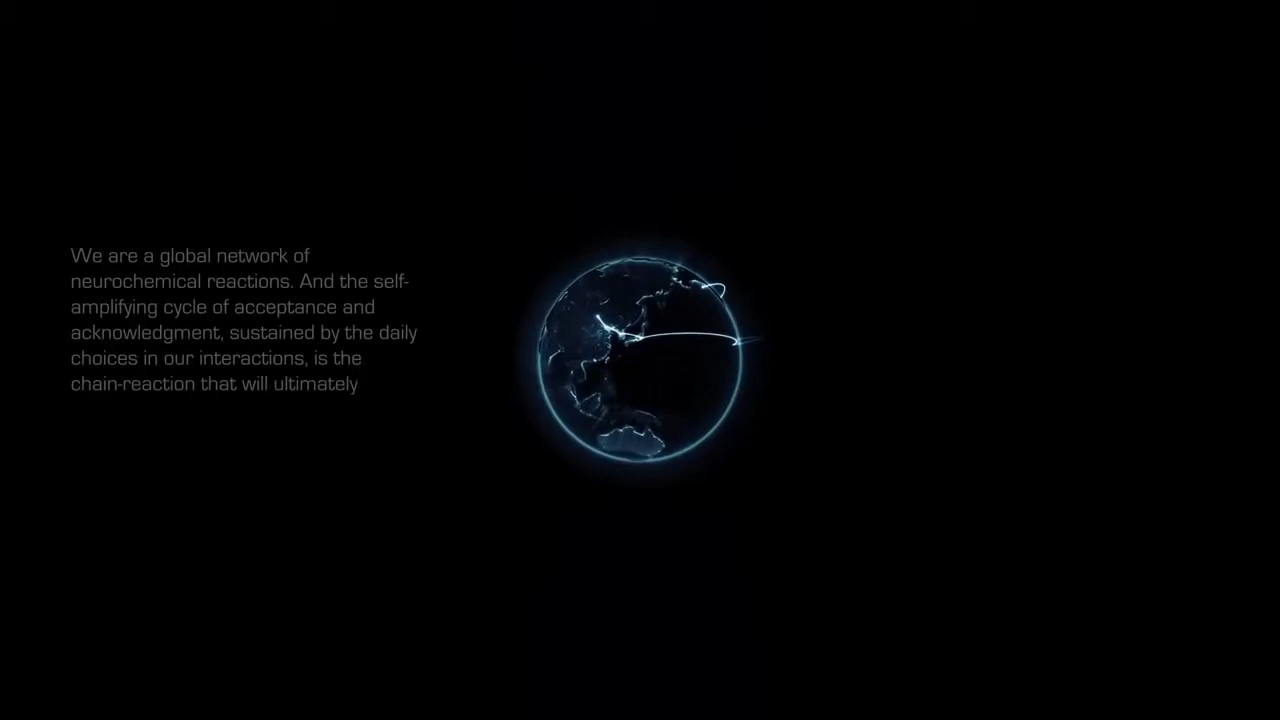 We are a global network of
neurochemical reactions. And the self-
amplifying cycle of acceptance and
acknowledgment, sustained by the daily
choices in our interactions, is the
chain-reaction that will ultimately